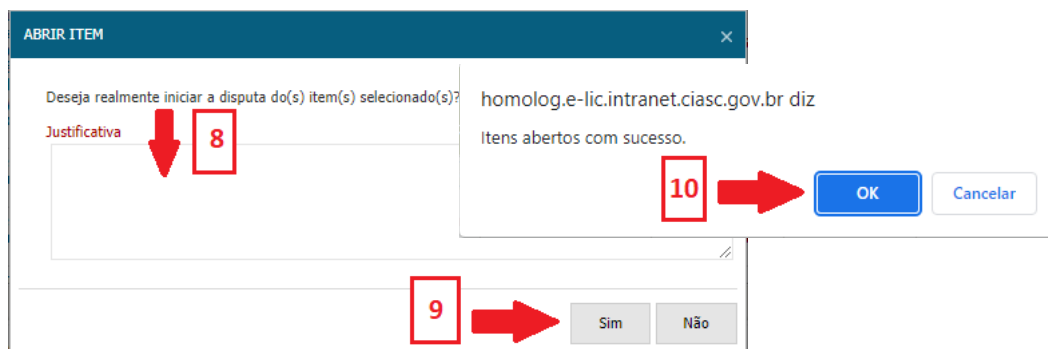 ABRIR ITEM
×
Deseja realmente iniciar a disputa do(s) item(s) selecionado(s)?
Justificativa
8
homolog.e-lic.intranet.ciasc.gov.br diz
Itens abertos com sucesso.
10
OK
Cancelar
9
Sim
Não